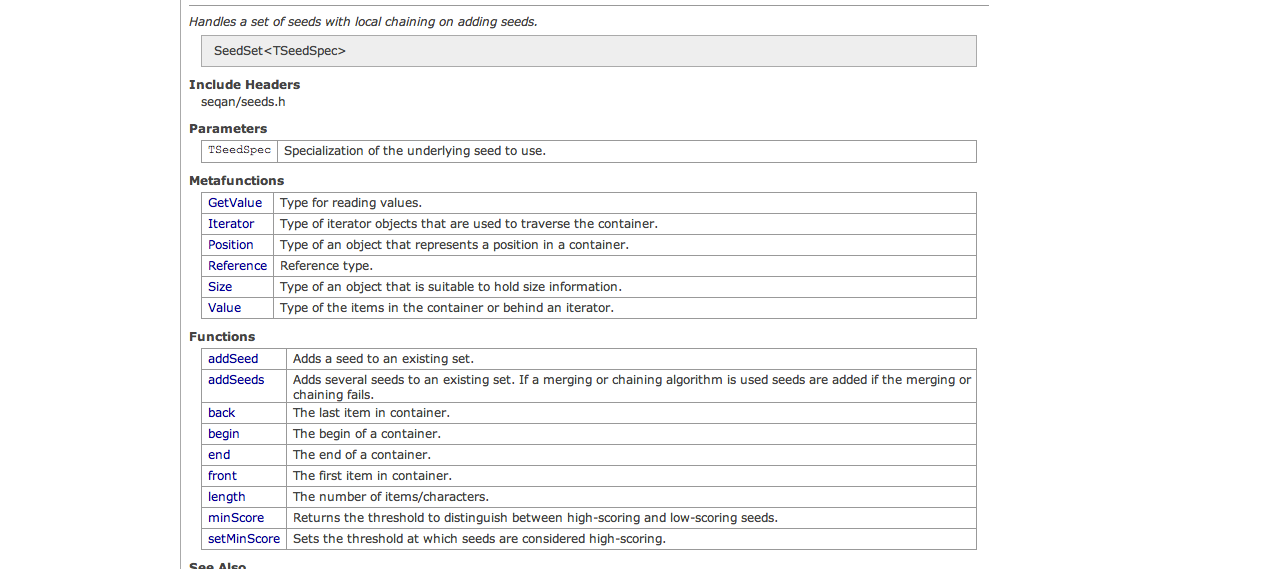 Handles a set of seeds with local chaining on adding seeds.
SeedSet<TSeedSpec>
Include Headers
seqan/seeds.h
Parameters
TSeedSpec Specialization of the underlying seed to use.
Metafunctions
GetValue Type for reading values.
Iterator Type of iterator objects that are used to traverse the container.
Position Type of an object that represents a position in a container.
Reference Reference type.
Size Type of an object that is suitable to hold size information.
Value Type of the items in the container or behind an iterator.
Functions
addSeed Adds a seed to an existing set.
addSeeds Adds several seeds to an existing set. If a merging or chaining algorithm is used seeds are added if the merging or
chaining fails.
back The last item in container.
begin The begin of a container.
end The end of a container.
front The first item in container.
length The number of items/characters.
minScore Returns the threshold to distinguish between high-scoring and low-scoring seeds.
setMinScore Sets the threshold at which seeds are considered high-scoring.
See Also